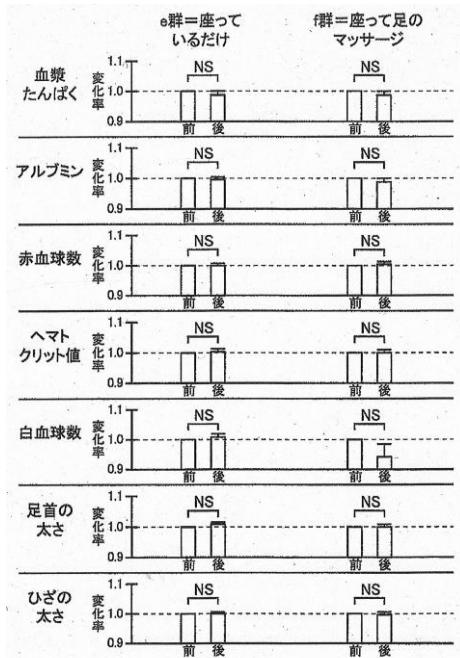 e群＝座って
いるだけ
f群＝座って足の
マッサージ
血漿
たんぱく
変化率
1.1
1.0
0.9
NS
前 後
NS
前 後
アルブミン
変化率
1.1
1.0
0.9
NS
前 後
NS
前 後
赤血球数
変化率
1.1
1.0
0.9
NS
前 後
NS
前 後
ヘマト
クリット値
変化率
1.1
1.0
0.9
NS
前 後
NS
前 後
白血球数
変化率
1.1
1.0
0.9
NS
前 後
NS
前 後
足首の
太さ
変化率
1.1
1.0
0.9
NS
前 後
NS
前 後
ひざの
太さ
変化率
1.1
1.0
0.9
NS
前 後
NS
前 後